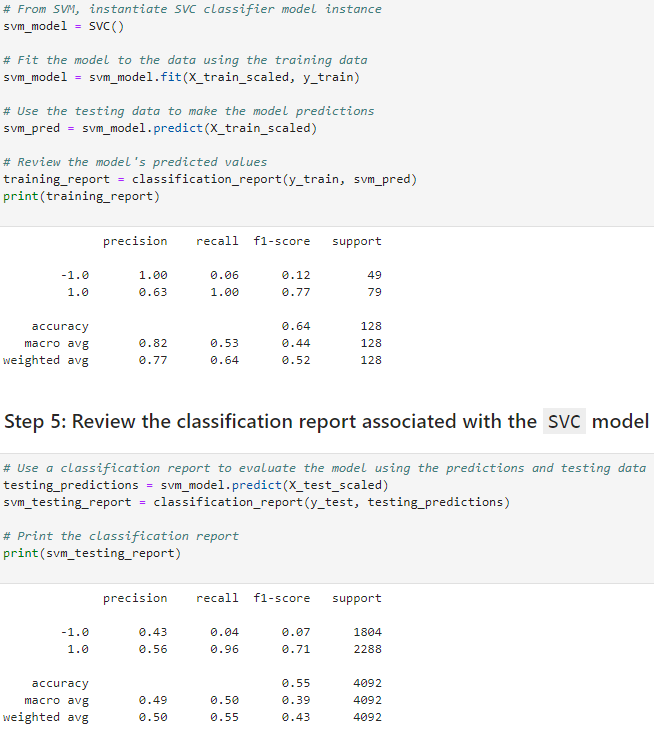 # From SVM, instantiate SVC classifier model instance
svm_model = SVC()
# Fit the model to the data using the training data
svm_model = svm_model.fit(X_train_scaled, y_train)
# Use the testing data to make the model predictions
svm_pred = svm_model.predict(X_train_scaled)
# Review the model's predicted values
training_report = classification_report(y_train, svm_pred)
print(training_report)
precision recall f1-score support
-1.0 1.00 0.06 0.12 49
1.0 0.63 1.00 0.77 79
accuracy 0.64 128
macro avg 0.82 0.53 0.44 128
weighted avg 0.77 0.64 0.52 128
Step 5: Review the classification report associated with the SVC model
# Use a classification report to evaluate the model using the predictions and testing data
testing_predictions = svm_model.predict(X_test_scaled)
svm_testing_report = classification_report(y_test, testing_predictions)
# Print the classification report
print(svm_testing_report)
precision recall f1-score support
-1.0 0.43 0.04 0.07 1804
1.0 0.56 0.96 0.71 2288
accuracy 0.55 4092
macro avg 0.49 0.50 0.39 4092
weighted avg 0.50 0.55 0.43 4092